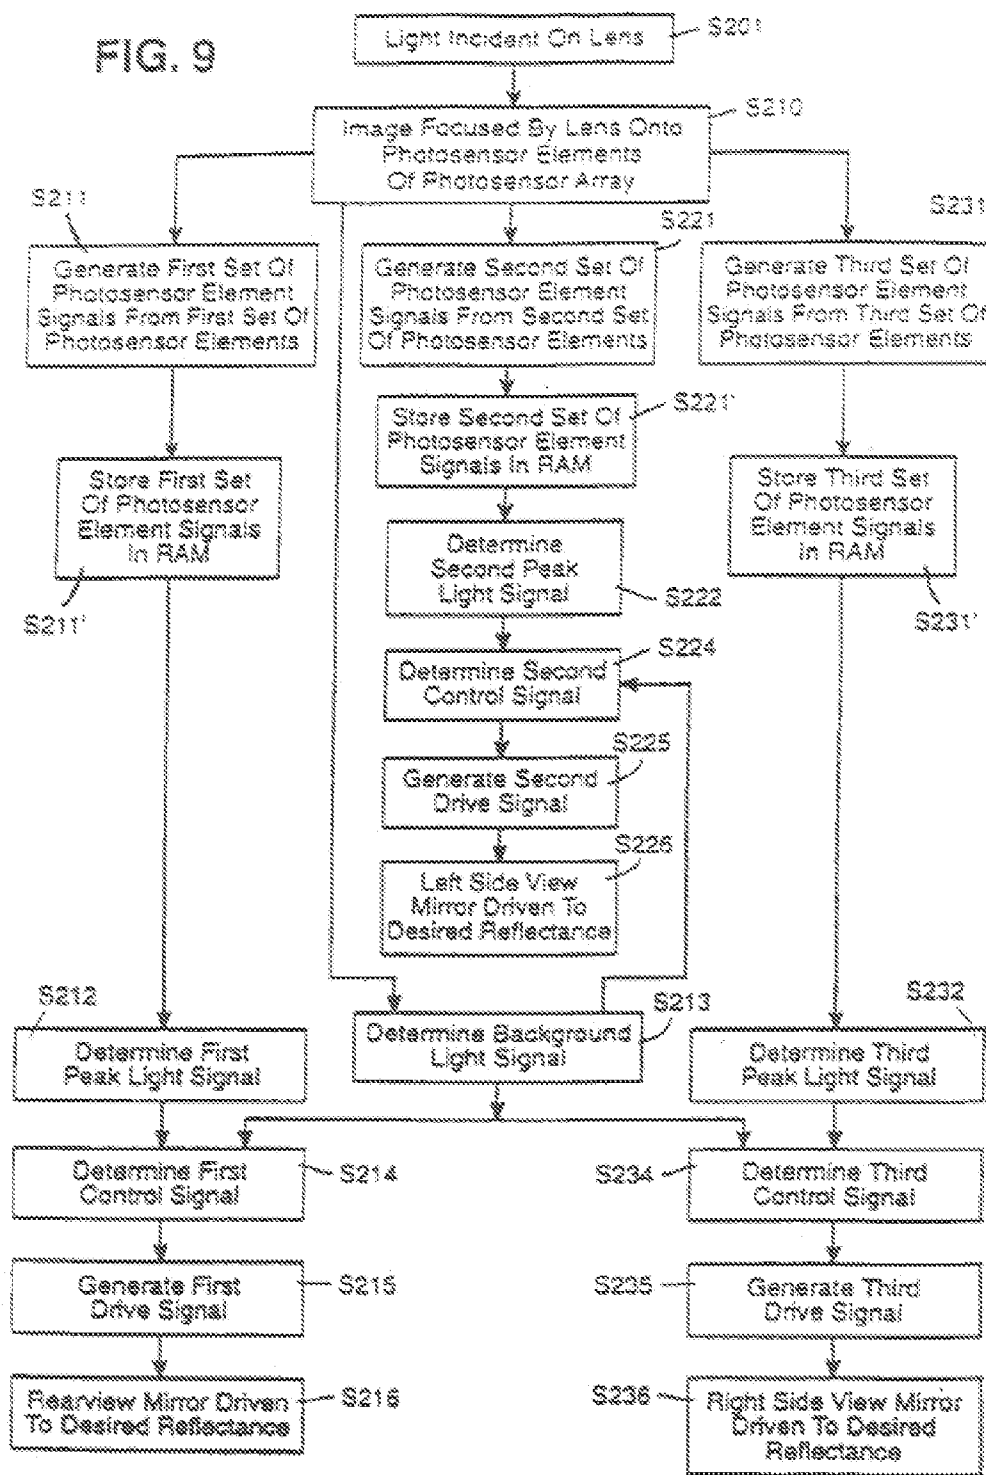 FIG. 9
Light Incident On Lens
S201
S210
Image Focused By Lens Onto
Photosensor Elements
Of Photosensor Array
S211
S221
S231
Generate First Set Of
Photosensor Element
Signals From First Set Of
Photosensor Elements
Generate Second Set Of
Photosensor Element
Signals From Second Set
Of Photosensor Elements
Generate Third Set Of
Photosensor Element
Signals From Third Set Of
Photosensor Elements
Store Second Set Of
Photosensor Element
Signals In RAM
S221'
Store First Set
Of Photosensor
Element Signals
In RAM
S211'
Store Third Set
Of Photosensor
Element Signals
In RAM
S231'
Determine
Second Peak
Light Signal
S222
S224
Determine Second
Control Signal
S225
Generate Second
Drive Signal
S226
Left Side View
Mirror Driven To
Desired Reflectance
S212
S213
S232
Determine First
Peak Light Signal
Determine Background
Light Signal
Determine Third
Peak Light Signal
Determine First
Control Signal
S214
S234
Determine Third
Control Signal
Generate First
Drive Signal
S215
S235
Generate Third
Drive Signal
Rearview Mirror Driven
To Desired Reflectance
S216
S236
Right Side View Mirror
Driven To Desired
Reflectance